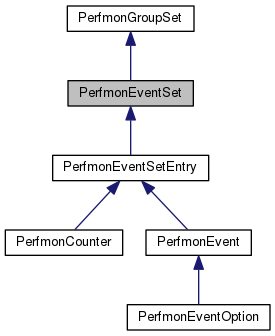 PerfmonGroupSet
PerfmonEventSet
PerfmonEventSetEntry
PerfmonCounter
PerfmonEvent
PerfmonEventOption